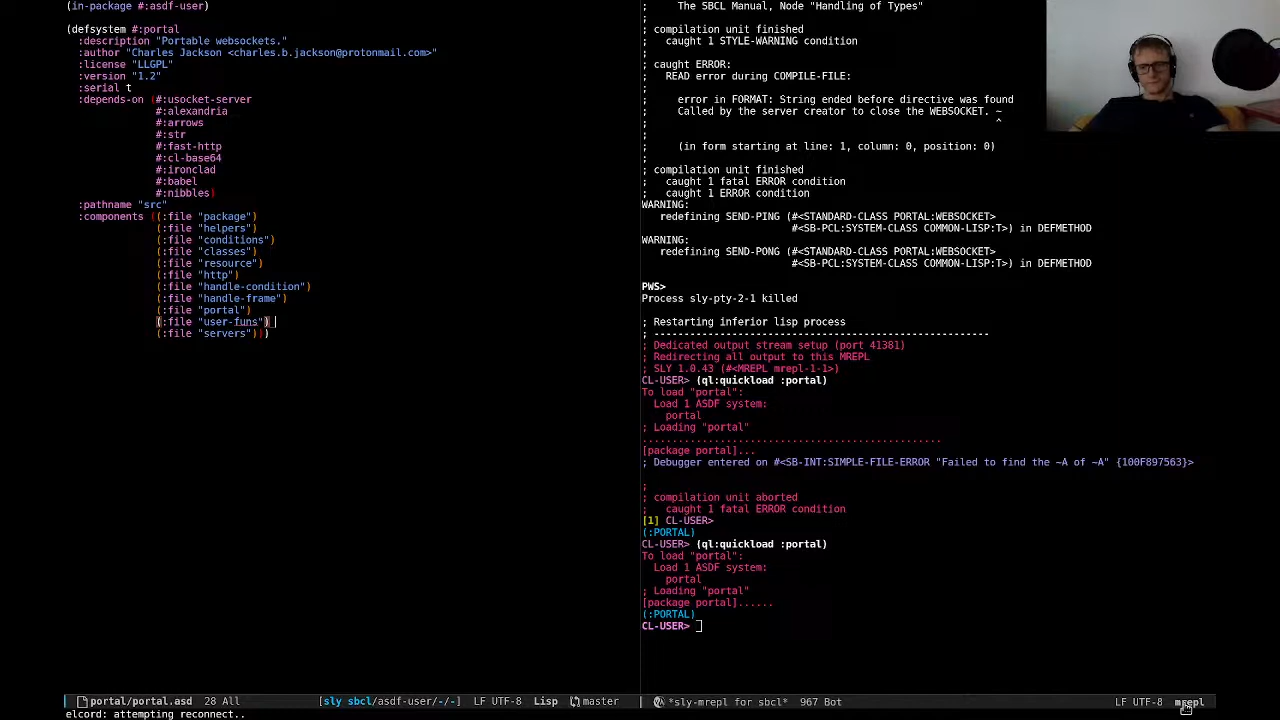 (in-package #:asdf-user)
(defsystem #:portal
:description "Portable websockets."
:author "Charles Jackson <charles.b.jackson@protonmail.com>"
:license "LLGPL"
:version "1.2"
:serial t
:depends-on (#:usocket-server
#:alexandria
#:arrows
#:str
#:fast-http
#:cl-base64
#:ironclad
#:babel
#:nibbles)
:pathname "src"
:components ((:file "package")
(:file "helpers")
(:file "conditions")
(:file "classes")
(:file "resource")
(:file "http")
(:file "handle-condition")
(:file "handle-frame")
(:file "portal")
(:file "user-funs")
(:file "servers")))
portal/portal.asd 28 All [sly sbcl/asdf-user/-/-] LF UTF-8 Lisp master
elcord: attempting reconnect..
; The SBCL Manual, Node "Handling of Types"
;
; compilation unit finished
; caught 1 STYLE-WARNING condition
;
; caught ERROR:
; READ error during COMPILE-FILE:
;
; error in FORMAT: String ended before directive was found
; Called by the server creator to close the WEBSOCKET. ~
; ^
;
; (in form starting at line: 1, column: 0, position: 0)
;
; compilation unit finished
; caught 1 fatal ERROR condition
; caught 1 ERROR condition
WARNING:
redefining SEND-PING (#<STANDARD-CLASS PORTAL:WEBSOCKET>
#<SB-PCL:SYSTEM-CLASS COMMON-LISP:T>) in DEFMETHOD
WARNING:
redefining SEND-PONG (#<STANDARD-CLASS PORTAL:WEBSOCKET>
#<SB-PCL:SYSTEM-CLASS COMMON-LISP:T>) in DEFMETHOD
PWS>
Process sly-pty-2-1 killed
; Restarting inferior lisp process
; ---------------------------------------------------
; Dedicated output stream setup (port 41381)
; Redirecting all output to this MREPL
; SLY 1.0.43 (#<MREPL mrepl-1-1>)
CL-USER> (ql:quickload :portal)
To load "portal":
Load 1 ASDF system:
portal
; Loading "portal"
..................................................
[package portal]...
; Debugger entered on #<SB-INT:SIMPLE-FILE-ERROR "Failed to find the ~A of ~A" {100F897563}>
;
; compilation unit aborted
; caught 1 fatal ERROR condition
[1] CL-USER>
(:PORTAL)
CL-USER> (ql:quickload :portal)
To load "portal":
Load 1 ASDF system:
portal
; Loading "portal"
[package portal]......
(:PORTAL)
CL-USER>
*sly-mrepl for sbcl* 967 Bot LF UTF-8 mrepl